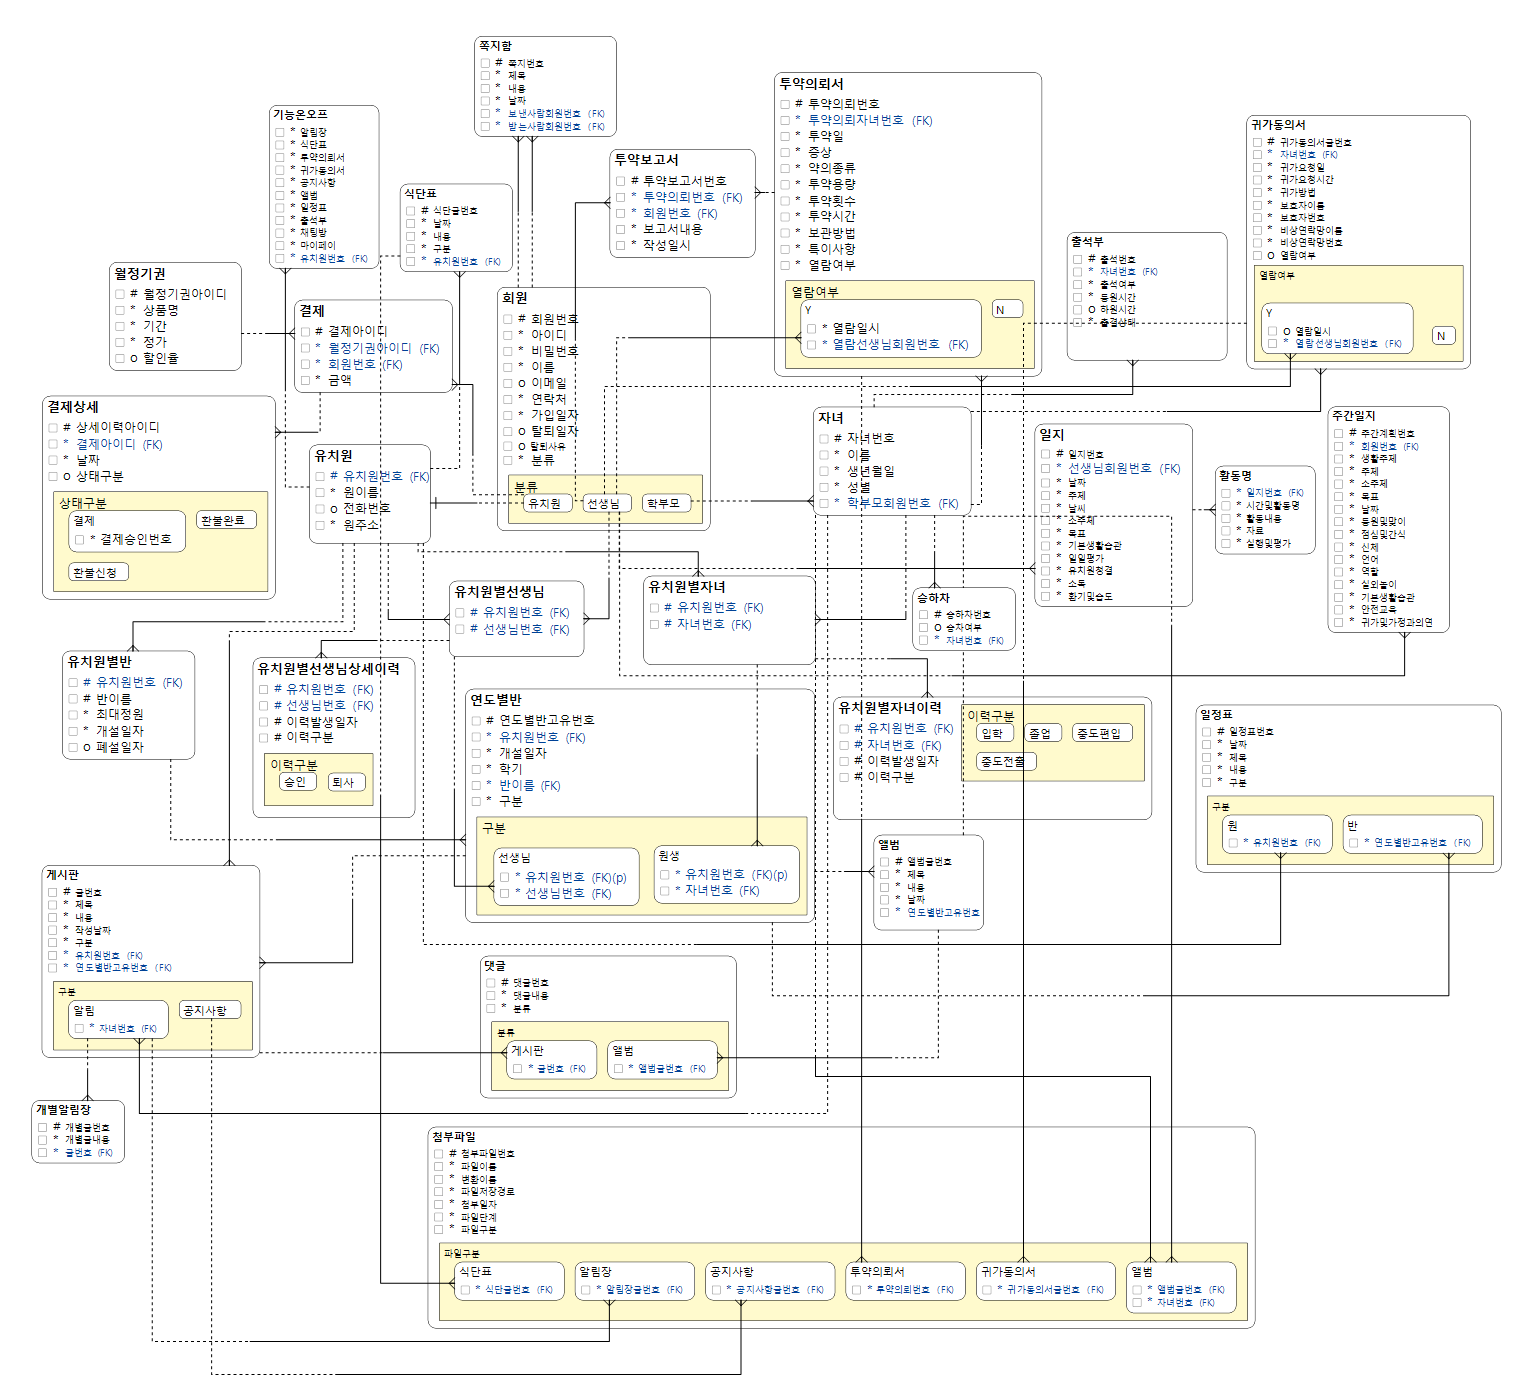 쪽지함
# 쪽지번호
* 제목
* 내용
* 날짜
* 보낸사람회원번호 (FK)
* 받는사람회원번호 (FK)
기능온오프
* 알림장
* 식단표
* 투약의뢰서
* 귀가동의서
* 공지사항
* 앨범
* 일정표
* 출석부
* 채팅방
* 마이페이
* 유치원번호 (FK)
식단표
# 식단글번호
* 날짜
* 내용
* 구분
* 유치원번호 (FK)
투약보고서
# 투약보고서번호
* 투약의뢰번호 (FK)
* 회원번호 (FK)
* 보고서내용
* 작성일시
투약의뢰서
# 투약의뢰번호
* 투약의뢰자녀번호 (FK)
* 투약일
* 증상
* 약의종류
* 투약용량
* 투약횟수
* 투약시간
* 보관방법
* 특이사항
* 열람여부
열람여부
Y
* 열람일시
* 열람선생님회원번호 (FK)
N
귀가동의서
# 귀가동의서글번호
* 자녀번호 (FK)
* 귀가요청일
* 귀가요청시간
* 귀가방법
* 보호자이름
* 보호자번호
* 비상연락망이름
* 비상연락망번호
o 열람여부
열람여부
Y
o 열람일시
* 열람선생님회원번호 (FK)
N
출석부
# 출석번호
* 자녀번호 (FK)
* 출석여부
* 등원시간
o 하원시간
* 출결상태
월정기권
# 월정기권아이디
* 상품명
* 기간
* 정가
o 할인율
결제
# 결제아이디
* 월정기권아이디 (FK)
* 회원번호 (FK)
* 금액
회원
# 회원번호
* 아이디
* 비밀번호
* 이름
o 이메일
* 연락처
* 가입일자
o 탈퇴일자
o 탈퇴사유
* 분류
분류
유치원
선생님
학부모
결제상세
# 상세이력아이디
* 결제아이디 (FK)
* 날짜
o 상태구분
상태구분
결제
* 결제승인번호
환불완료
환불신청
유치원
# 유치원번호 (FK)
* 원이름
o 전화번호
* 원주소
자녀
# 자녀번호
* 이름
* 생년월일
* 성별
* 학부모회원번호 (FK)
일지
# 일지번호
* 선생님회원번호 (FK)
* 날짜
* 주제
* 날씨
* 소주제
* 목표
* 기본생활습관
* 일일평가
* 유치원청결
* 소독
* 환기및습도
활동명
* 일지번호 (FK)
* 시간및활동명
* 활동내용
* 자료
* 실행및평가
주간일지
# 주간계획번호
* 회원번호 (FK)
* 생활주제
* 주제
* 소주제
* 목표
* 날짜
* 등원및맞이
* 점심및간식
* 신체
* 언어
* 역할
* 실외놀이
* 기본생활습관
* 안전교육
* 귀가및가정과의연
유치원별선생님
# 유치원번호 (FK)
# 선생님번호 (FK)
유치원별자녀
# 유치원번호 (FK)
# 자녀번호 (FK)
승하차
# 승하차번호
o 승차여부
* 자녀번호 (FK)
유치원별반
# 유치원번호 (FK)
# 반이름
* 최대정원
* 개설일자
o 폐설일자
유치원별선생님상세이력
# 유치원번호 (FK)
# 선생님번호 (FK)
# 이력발생일자
# 이력구분
이력구분
승인
퇴사
연도별반
# 연도별반고유번호
* 유치원번호 (FK)
* 개설일자
* 학기
* 반이름 (FK)
* 구분
구분
선생님
* 유치원번호 (FK)(p)
* 선생님번호 (FK)
원생
* 유치원번호 (FK)(p)
* 자녀번호 (FK)
유치원별자녀이력
# 유치원번호 (FK)
# 자녀번호 (FK)
# 이력발생일자
# 이력구분
이력구분
입학
졸업
중도편입
중도전출
일정표
# 일정표번호
* 날짜
* 제목
* 내용
* 구분
구분
원
* 유치원번호 (FK)
반
* 연도별반고유번호 (FK)
앨범
# 앨범글번호
* 제목
* 내용
* 날짜
* 연도별반고유번호
게시판
# 글번호
* 제목
* 내용
* 작성날짜
* 구분
* 유치원번호 (FK)
* 연도별반고유번호 (FK)
구분
알림
* 자녀번호 (FK)
공지사항
댓글
# 댓글번호
* 댓글내용
* 분류
분류
게시판
* 글번호 (FK)
앨범
* 앨범글번호 (FK)
개별알림장
# 개별글번호
* 개별글내용
* 글번호 (FK)
첨부파일
# 첨부파일번호
* 파일이름
* 변환이름
* 파일저장경로
* 첨부일자
* 파일단계
* 파일구분
파일구분
식단표
* 식단글번호 (FK)
알림장
* 알림장글번호 (FK)
공지사항
* 공지사항글번호 (FK)
투약의뢰서
* 투약의뢰번호 (FK)
귀가동의서
* 귀가동의서글번호 (FK)
앨범
* 앨범글번호 (FK)
* 자녀번호 (FK)